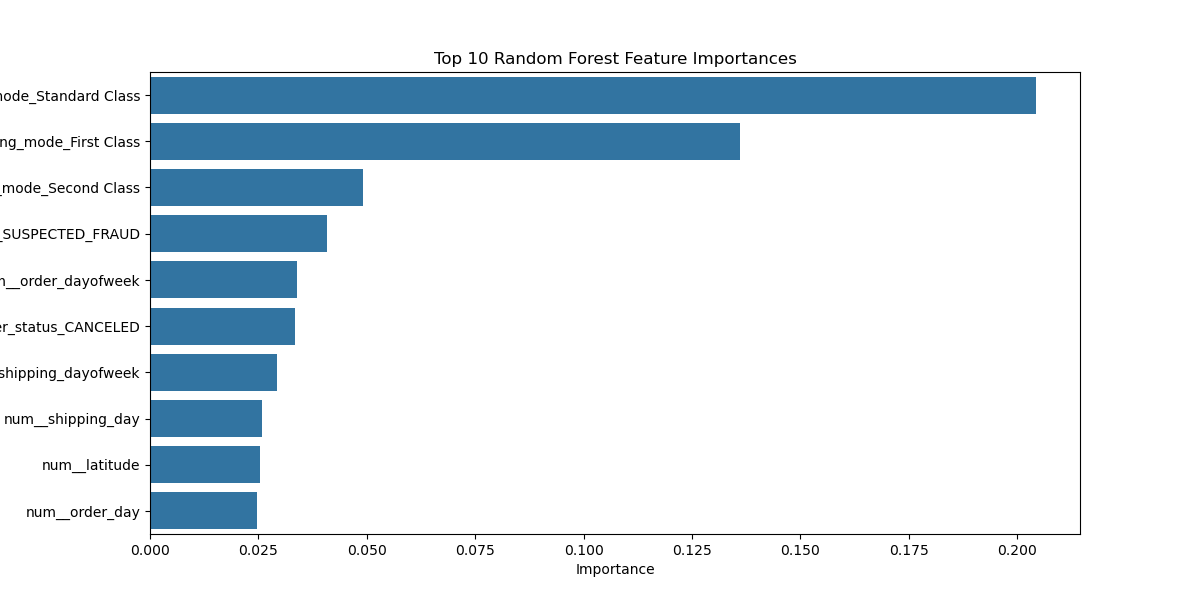 Top 10 Random Forest Feature Importances
mode_Standard Class
ng_mode_First Class
_mode_Second Class
_SUSPECTED_FRAUD
m__order_dayofweek
er_status_CANCELED
shipping_dayofweek
num__shipping_day
num__latitude
num__order_day
0.000 0.025 0.050 0.075 0.100 0.125 0.150 0.175 0.200
Importance